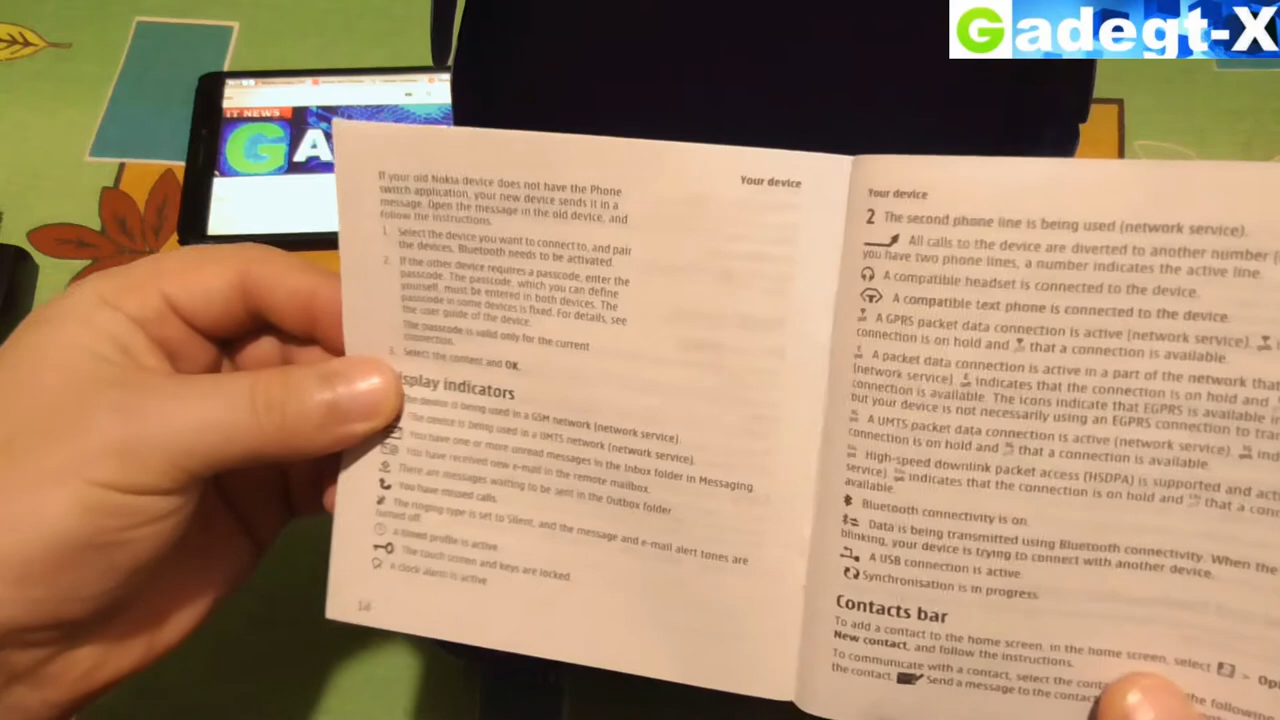 Gadegt-X
IT NEWS
GA
Your device
If your old Nokia device does not have the Phone
switch application, your new device sends it in a
message. Open the message in the old device, and
follow the instructions.
1. Select the device you want to connect to, and pair
the devices. Bluetooth needs to be activated.
2. If the other device requires a passcode, enter the
passcode. The passcode, which you can define
yourself, must be entered in both devices. The
passcode in some devices is fixed. For details, see
the user guide of the device.
The passcode is valid only for the current
connection.
3. Select the content and OK.
isplay indicators
The device is being used in a GSM network (network service).
The device is being used in a UMTS network (network service).
You have one or more unread messages in the Inbox folder in Messaging
You have received new e-mail in the remote mailbox.
There are messages waiting to be sent in the Outbox folder
You have missed calls.
The ringing type is set to Silent, and the message and e-mail alert tones are
turned off.
A timed profile is active.
The touch screen and keys are locked.
A clock alarm is active
Your device
2 The second phone line is being used (network service).
All calls to the device are diverted to another number (
you have two phone lines, a number indicates the active line.
A compatible headset is connected to the device.
A compatible text phone is connected to the device.
A GPRS packet data connection is active (network service).
connection is on hold and that a connection is available.
A packet data connection is active in a part of the network that
(network service). indicates that the connection is on hold and
connection is available. The icons indicate that EGPRS is available i
but your device is not necessarily using an EGPRS connection to tran
A UMTS packet data connection is active (network service). ind
connection is on hold and that a connection is available.
High-speed downlink packet access (HSDPA) is supported and acti
service). indicates that the connection is on hold and that a con
available.
Bluetooth connectivity is on.
Data is being transmitted using Bluetooth connectivity. When the
blinking, your device is trying to connect with another device.
A USB connection is active.
Synchronisation is in progress
Contacts bar
To add a contact to the home screen, in the home screen, select > Op
New contact, and follow the instructions.
To communicate with a contact, select the conta the following
the contact. Send a message to the contact